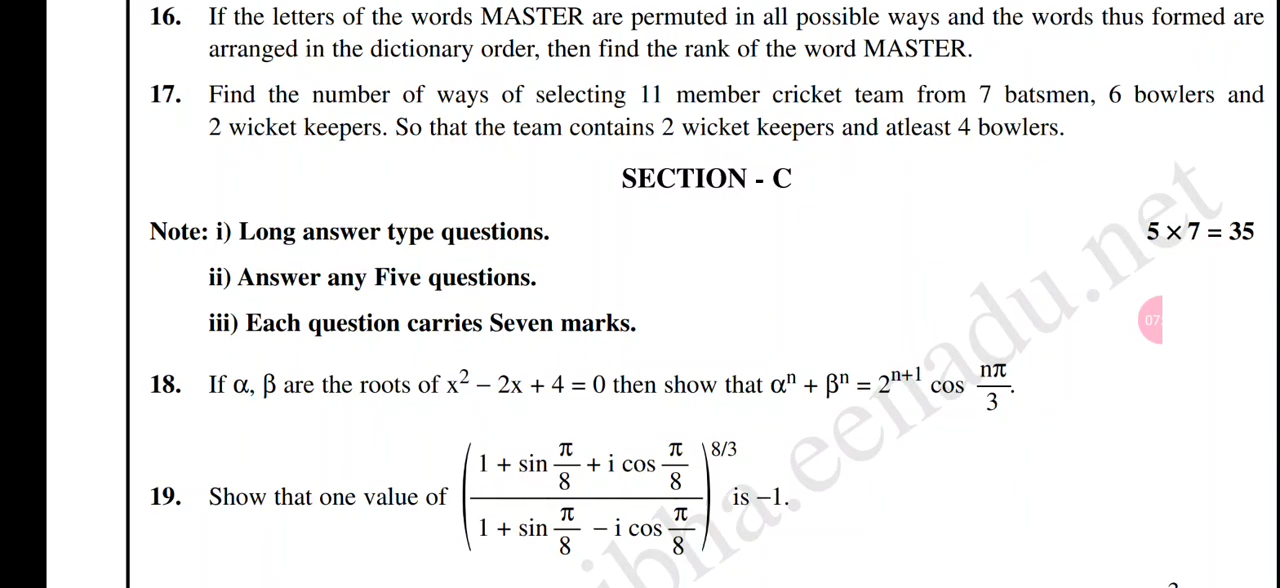 16. If the letters of the words MASTER are permuted in all possible ways and the words thus formed are
arranged in the dictionary order, then find the rank of the word MASTER.
17. Find the number of ways of selecting 11 member cricket team from 7 batsmen, 6 bowlers and
2 wicket keepers. So that the team contains 2 wicket keepers and atleast 4 bowlers.
SECTION - C
Note: i) Long answer type questions. 5 × 7 = 35
ii) Answer any Five questions.
iii) Each question carries Seven marks.
07
18. If α, β are the roots of x² – 2x + 4 = 0 then show that αⁿ + βⁿ = 2ⁿ⁺¹ cos nπ/3.
19. Show that one value of ((1 + sin π/8 + i cos π/8)/(1 + sin π/8 – i cos π/8))^8/3 is –1.
ibha.eenadu.net